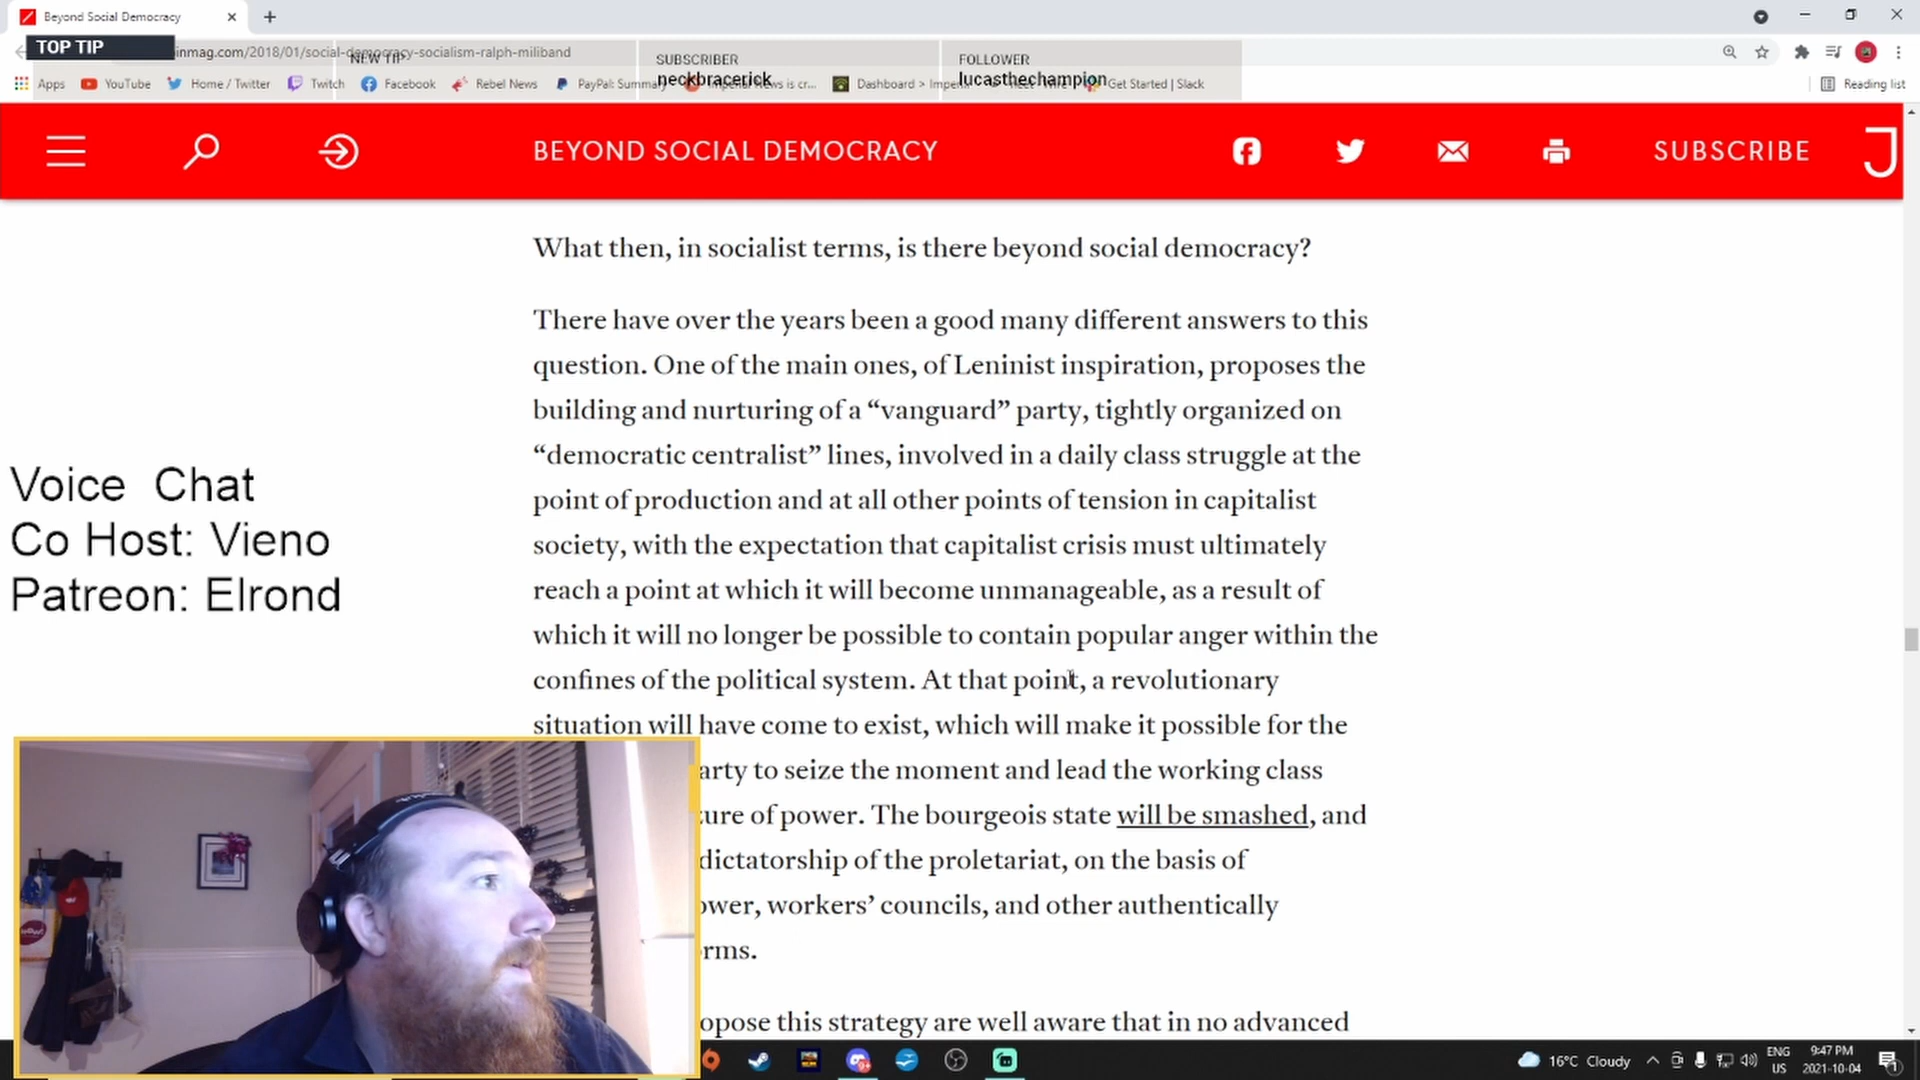 Beyond Social Democracy
TOP TIP
inmag.com/2018/01/social-democracy-socialism-ralph-miliband
NEW TIP
SUBSCRIBER
neckbracerick
FOLLOWER
lucasthechampion
Apps
YouTube
Home / Twitter
Twitch
Facebook
Rebel News
PayPal: Summary
Imperial News is cr...
Dashboard > Imper...
Get Started | Slack
Reading list
BEYOND SOCIAL DEMOCRACY
SUBSCRIBE
J
What then, in socialist terms, is there beyond social democracy?
There have over the years been a good many different answers to this
question. One of the main ones, of Leninist inspiration, proposes the
building and nurturing of a “vanguard” party, tightly organized on
“democratic centralist” lines, involved in a daily class struggle at the
point of production and at all other points of tension in capitalist
society, with the expectation that capitalist crisis must ultimately
reach a point at which it will become unmanageable, as a result of
which it will no longer be possible to contain popular anger within the
confines of the political system. At that point, a revolutionary
situation will have come to exist, which will make it possible for the
arty to seize the moment and lead the working class
ure of power. The bourgeois state will be smashed, and
dictatorship of the proletariat, on the basis of
ower, workers’ councils, and other authentically
rms.
opose this strategy are well aware that in no advanced
Voice Chat
Co Host: Vieno
Patreon: Elrond
16°C Cloudy
ENG
US
9:47 PM
2021-10-04